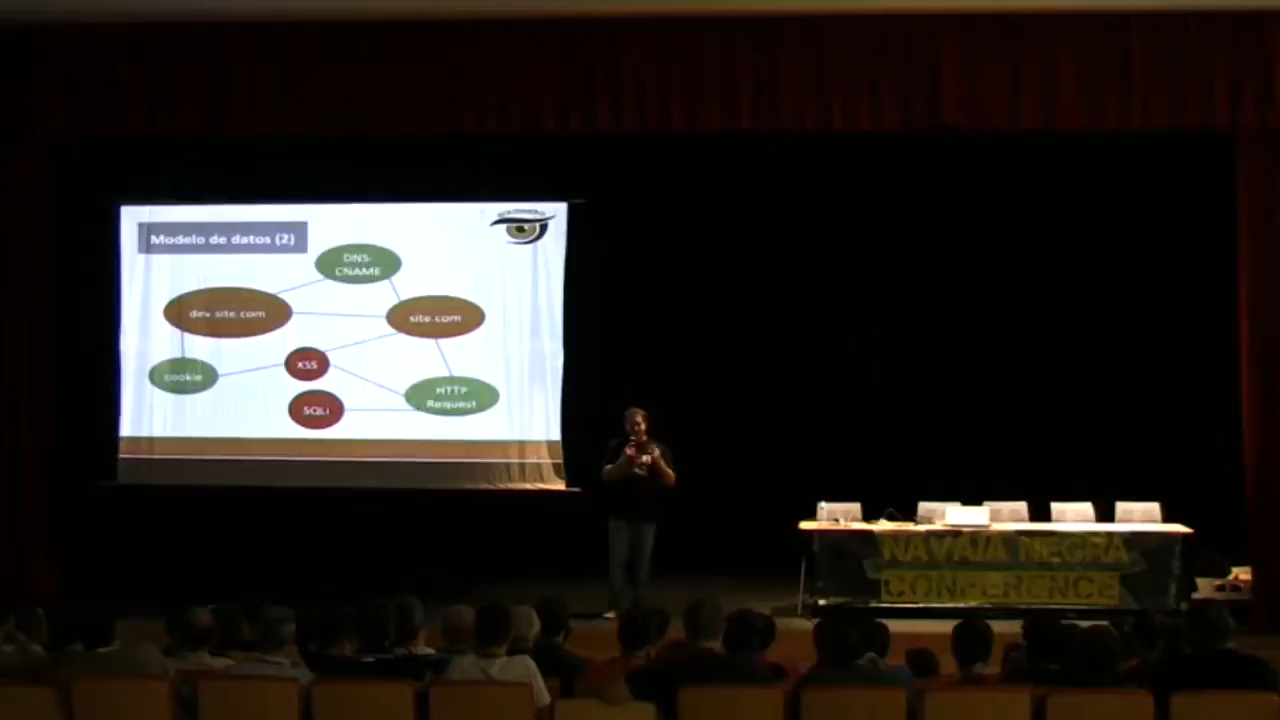 Modelo de datos (2)
DNS-
CNAME
dev.site.com
site.com
XSS
cookie
HTTP
Request
SQLi
NAVAJA NEGRA
CONFERENCE